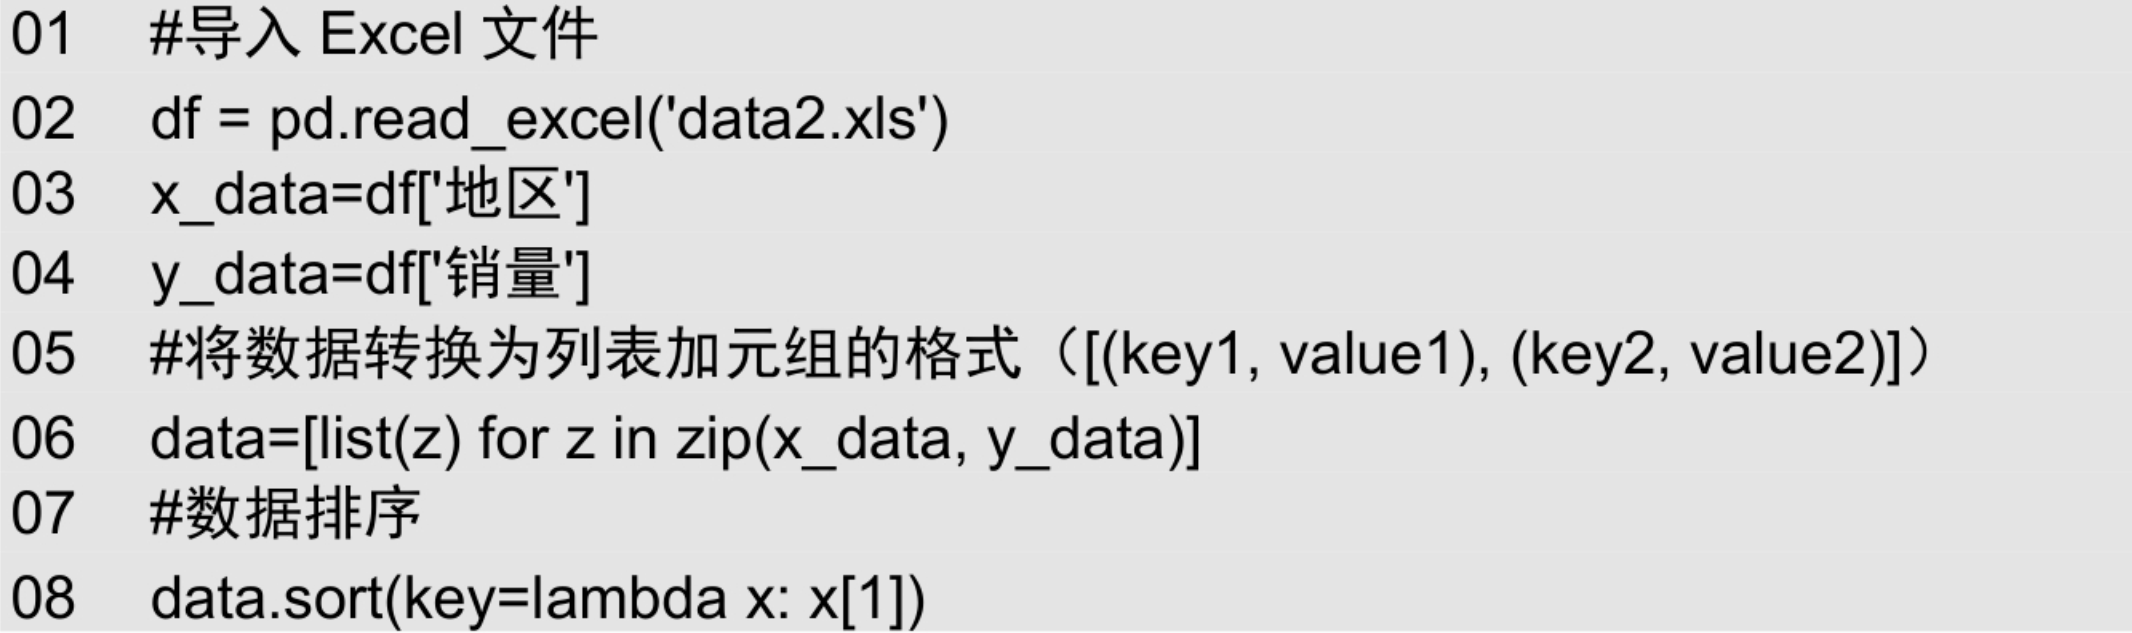 01 #导入 Excel 文件
02 df = pd.read_excel('data2.xls')
03 x_data=df['地区']
04 y_data=df['销量']
05 #将数据转换为列表加元组的格式（[(key1, value1), (key2, value2)]）
06 data=[list(z) for z in zip(x_data, y_data)]
07 #数据排序
08 data.sort(key=lambda x: x[1])